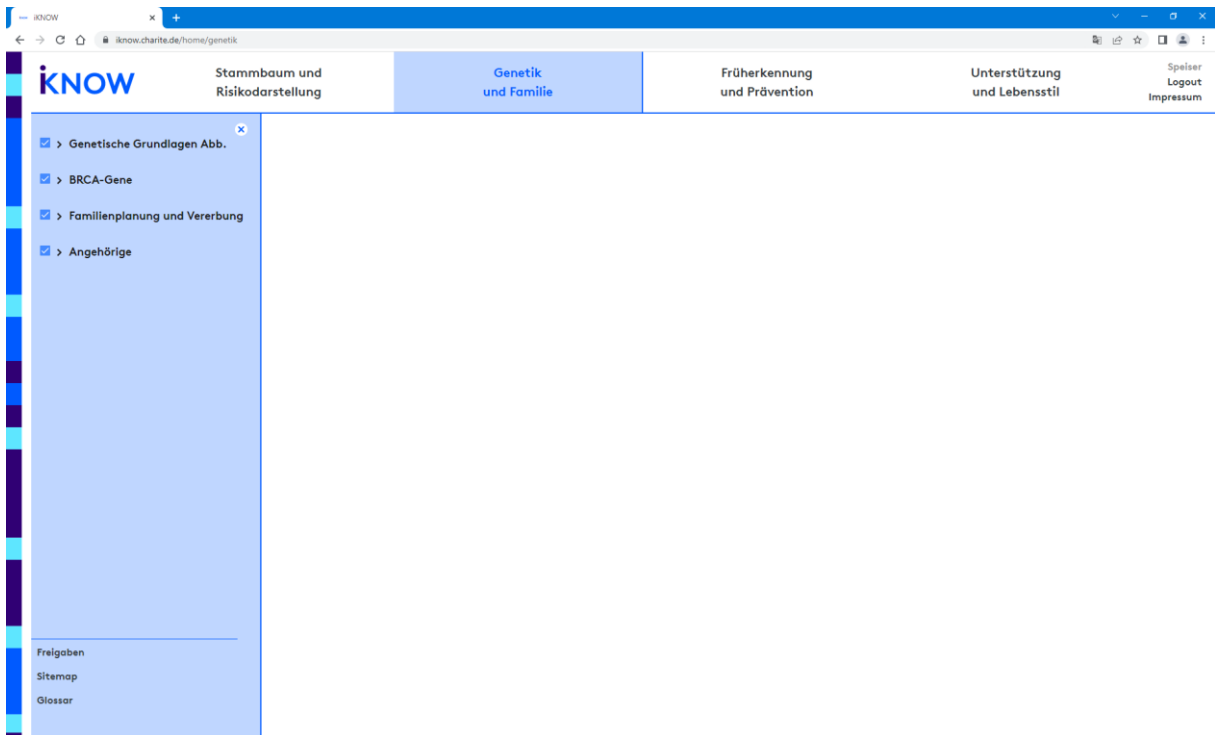 iKNOW
iknow.charite.de/home/genetik
iKNOW
Stammbaum und
Risikodarstellung
Genetik
und Familie
Früherkennung
und Prävention
Unterstützung
und Lebensstil
Speiser
Logout
Impressum
Genetische Grundlagen Abb.
BRCA-Gene
Familienplanung und Vererbung
Angehörige
Freigaben
Sitemap
Glossar